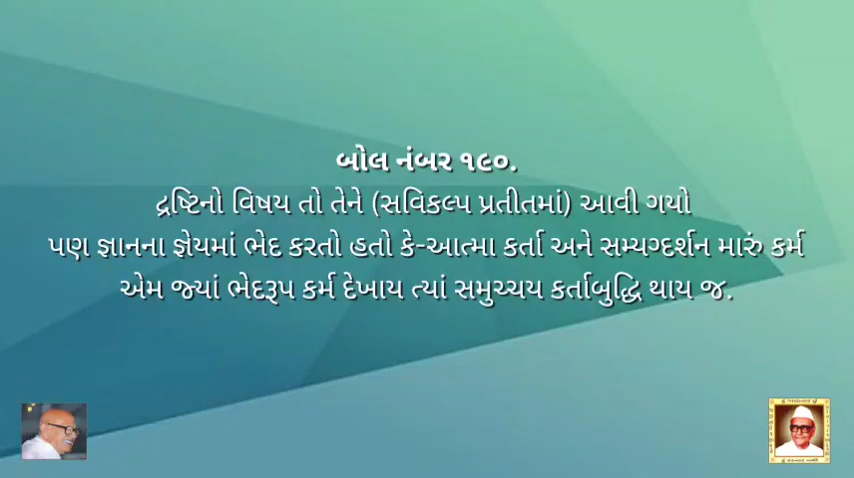 બોલ નંબર ૧૯૦.
દ્રષ્ટિનો વિષય તો તેને (સવિકલ્પ પ્રતીતમાં) આવી ગયો
પણ જ્ઞાનના જ્ઞેયમાં ભેદ કરતો હતો કે-આત્મા કર્તા અને સમ્યગ્દર્શન મારું કર્મ
એમ જ્યાં ભેદરૂપ કર્મ દેખાય ત્યાં સમુચ્ચય કર્તાબુદ્ધિ થાય જ.